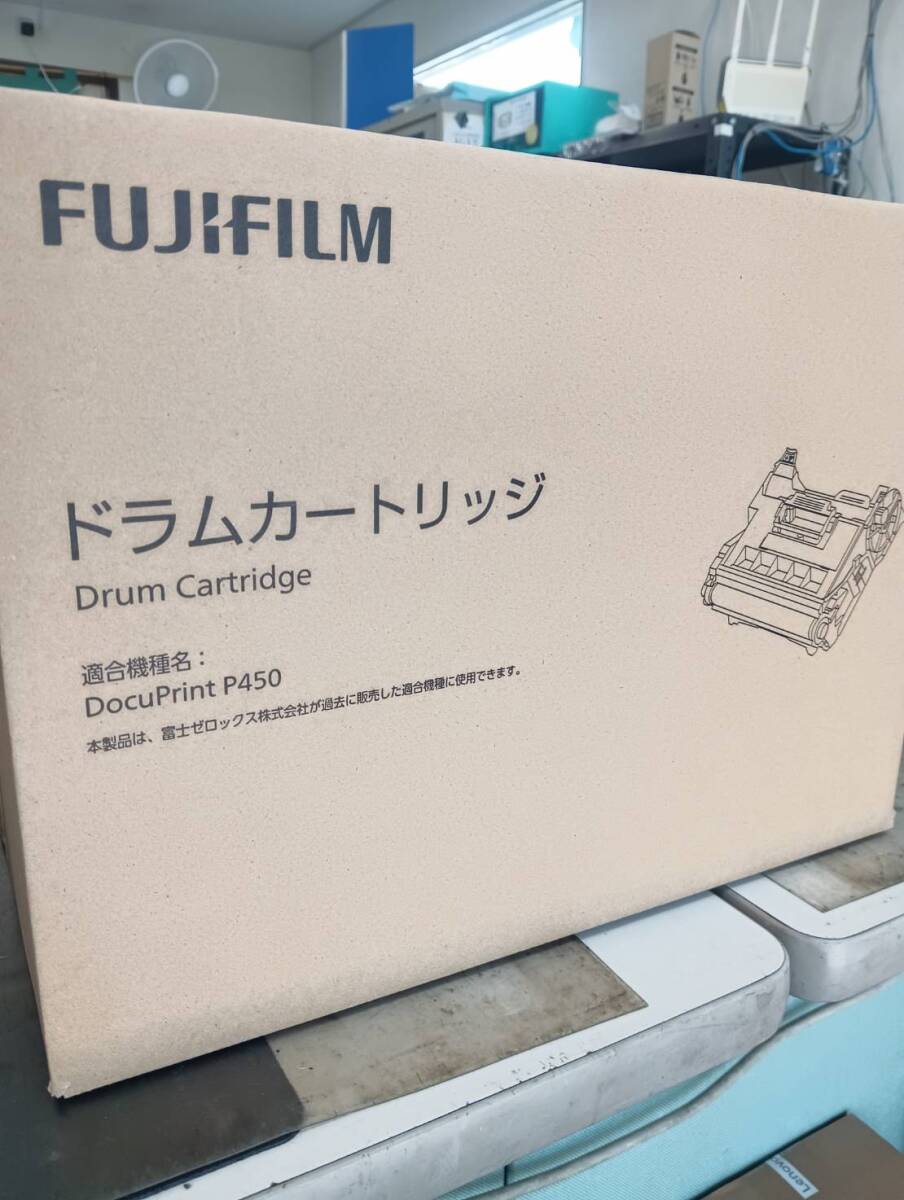 FUJIFILM
ドラムカートリッジ
Drum Cartridge
適合機種名：
DocuPrint P450
本製品は、富士ゼロックス株式会社が過去に販売した適合機種に使用できます。
Lenovo